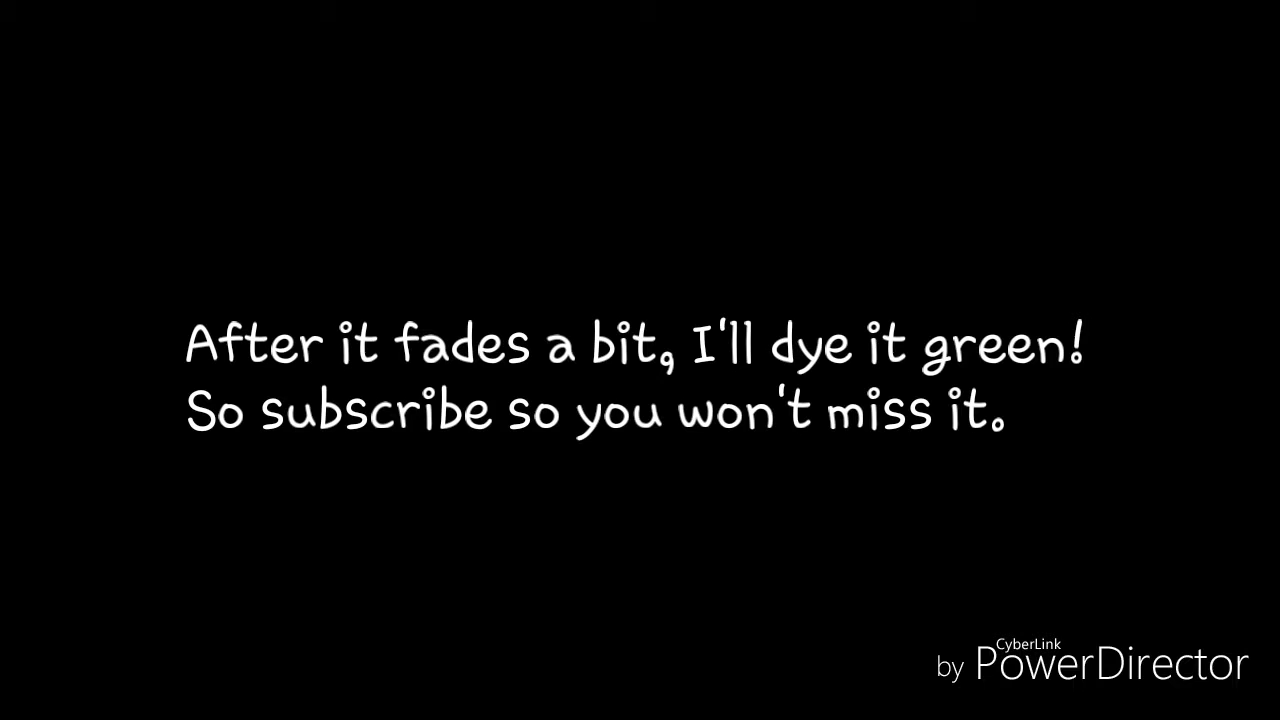 After it fades a bit, I'll dye it green!
So subscribe so you won't miss it.
CyberLink
by PowerDirector